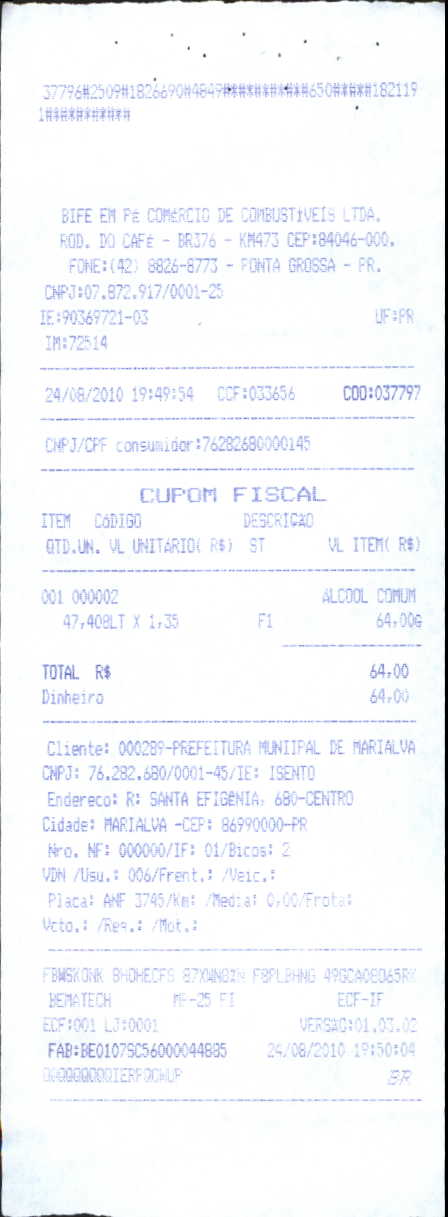 37796#2509#1826690#4849#*#*#*#*#*#650#*#*#182119
1#*#*#*#*#*#
BIFE EM PÉ COMÉRCIO DE COMBUSTíVEIS LTDA.
ROD. DO CAFÉ - BR376 - KM473 CEP:84046-000.
FONE:(42) 8826-8773 - PONTA GROSSA - PR.
CNPJ:07.872.917/0001-25
IE:90369721-03 UF:PR
IM:72514
24/08/2010 19:49:54 CCF:033656 COO:037797
CNPJ/CPF consumidor:76282680000145
CUPOM FISCAL
ITEM CóDIGO DESCRIÇÃO
QTD.UN. VL UNITÁRIO( R$) ST VL ITEM( R$)
001 000002 ALCOOL COMUM
47,408LT X 1,35 F1 64,00G
TOTAL R$ 64,00
Dinheiro 64,00
Cliente: 000289-PREFEITURA MUNIIPAL DE MARIALVA
CNPJ: 76.282.680/0001-45/IE: ISENTO
Endereco: R: SANTA EFIGÊNIA, 680-CENTRO
Cidade: MARIALVA -CEP: 86990000-PR
Nro. NF: 000000/IF: 01/Bicos: 2
VDN /Usu.: 006/Frent.: /Veic.:
Placa: ANF 3745/Km: /Media: 0,00/Frota:
Vcto.: /Req.: /Mot.:
BEMATECH MP-25 FI ECF-IF
ECF:001 LJ:0001 VERSÃO:01.03.02
FAB:BE0107SC56000044885 24/08/2010 19:50:04
BR